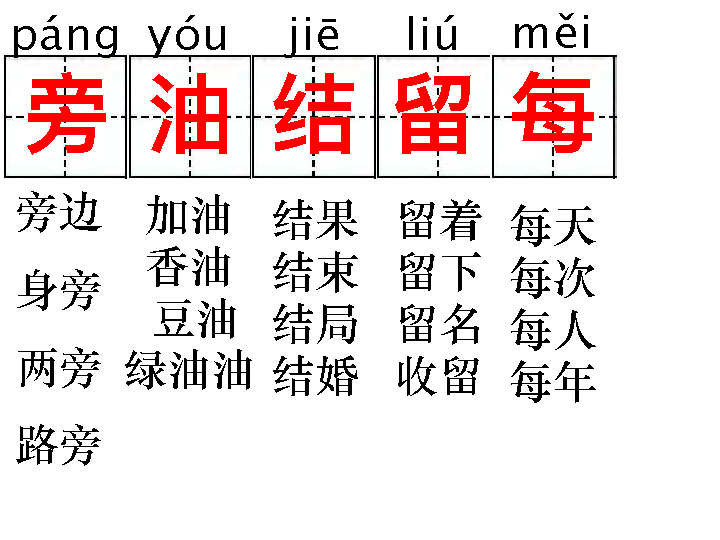 páng yóu jiē liú měi
旁 油 结 留 每
旁边 加油 结果 留着 每天
身旁 香油 结束 留下 每次
两旁 豆油 结局 留名 每人
路旁 绿油油 结婚 收留 每年